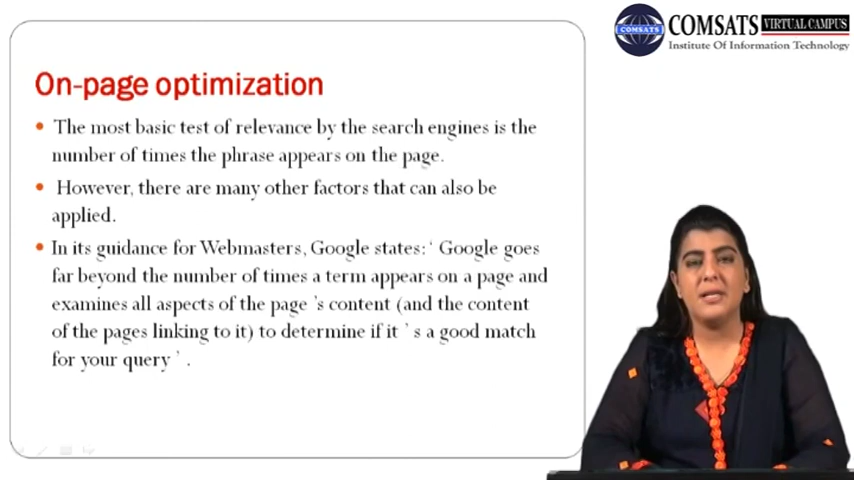 COMSATS VIRTUAL CAMPUS
COMSATS
Institute Of Information Technology
On-page optimization
• The most basic test of relevance by the search engines is the
number of times the phrase appears on the page.
• However, there are many other factors that can also be
applied.
• In its guidance for Webmasters, Google states: ‘ Google goes
far beyond the number of times a term appears on a page and
examines all aspects of the page ’s content (and the content
of the pages linking to it) to determine if it ’ s a good match
for your query ’ .